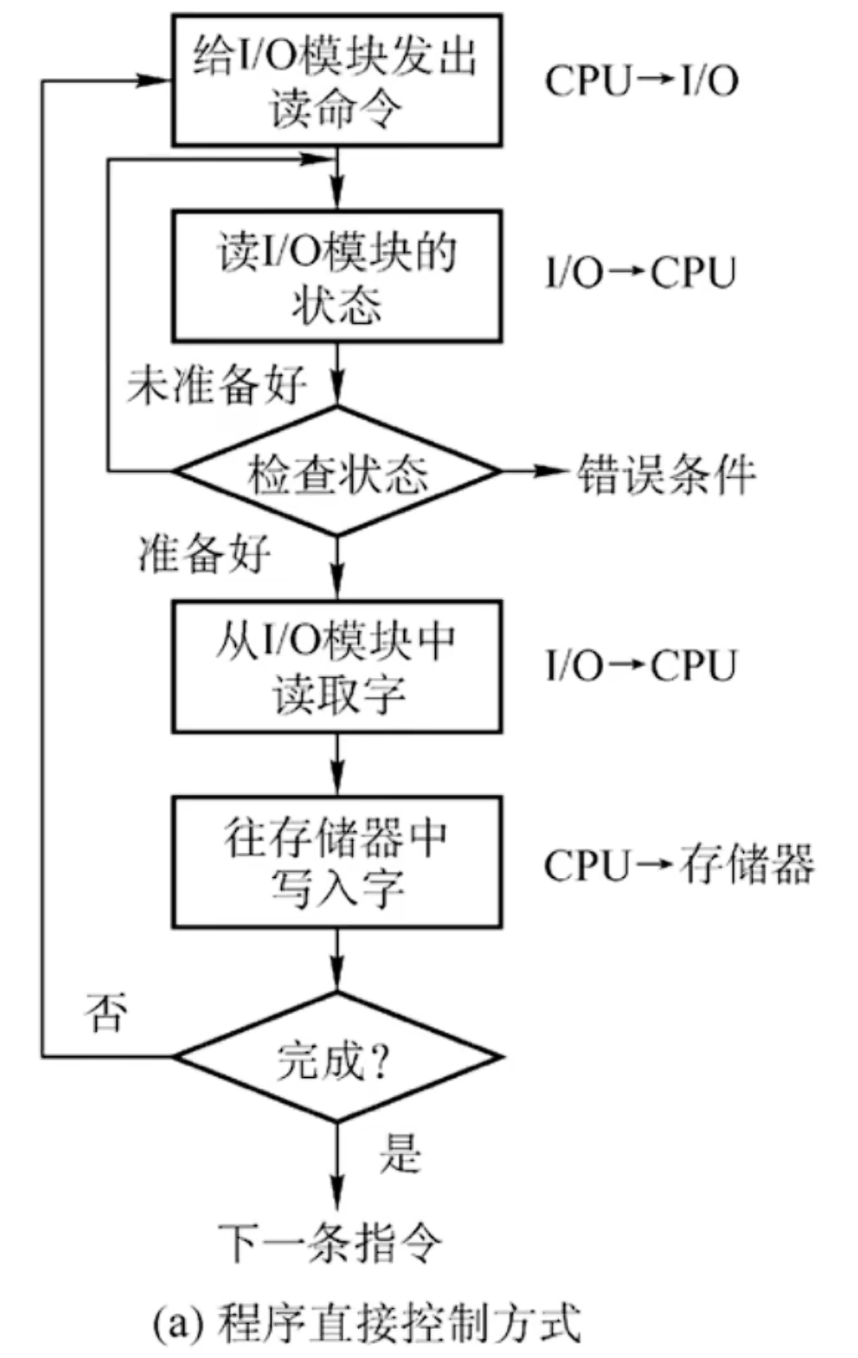 给I/O模块发出
读命令
CPU→I/O
读I/O模块的
状态
I/O→CPU
未准备好
检查状态
错误条件
准备好
从I/O模块中
读取字
I/O→CPU
往存储器中
写入字
CPU→存储器
否
完成?
是
下一条指令
(a) 程序直接控制方式